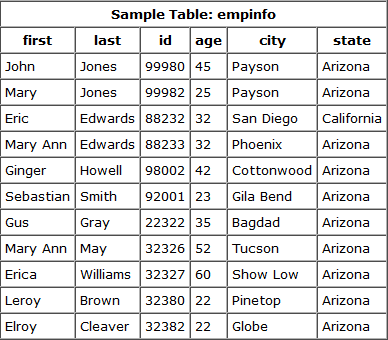 Sample Table: empinfo
first last id age city state
John Jones 99980 45 Payson Arizona
Mary Jones 99982 25 Payson Arizona
Eric Edwards 88232 32 San Diego California
Mary Ann Edwards 88233 32 Phoenix Arizona
Ginger Howell 98002 42 Cottonwood Arizona
Sebastian Smith 92001 23 Gila Bend Arizona
Gus Gray 22322 35 Bagdad Arizona
Mary Ann May 32326 52 Tucson Arizona
Erica Williams 32327 60 Show Low Arizona
Leroy Brown 32380 22 Pinetop Arizona
Elroy Cleaver 32382 22 Globe Arizona